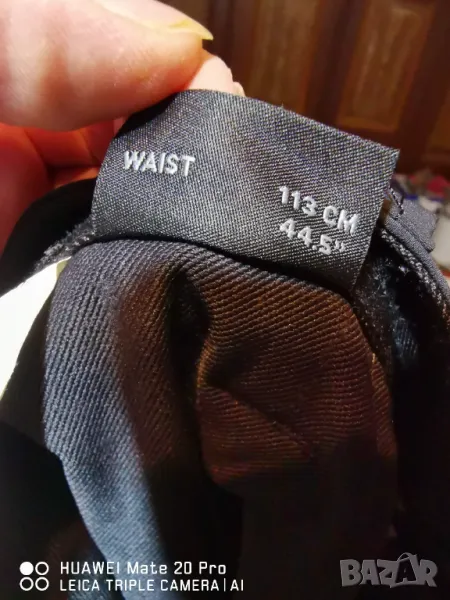 WAIST
113 CM
44.5"
HUAWEI Mate 20 Pro
LEICA TRIPLE CAMERA | AI
BAZAR